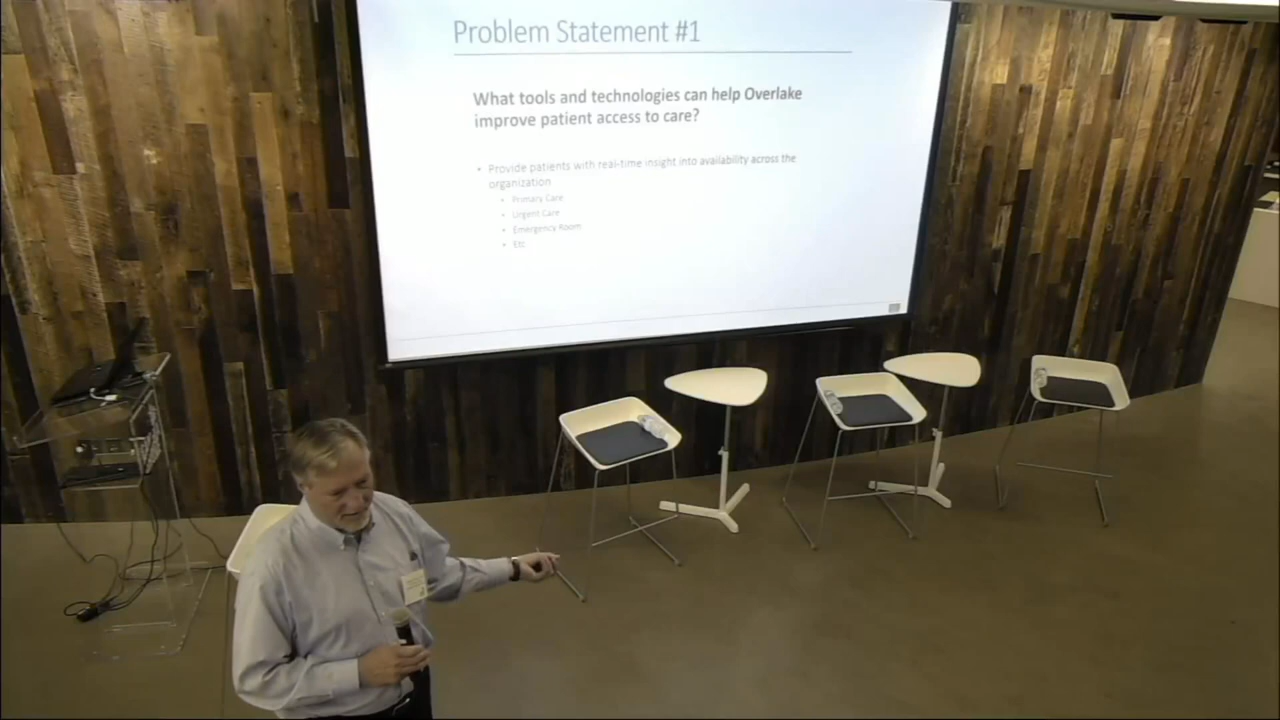 Problem Statement #1
What tools and technologies can help Overlake
improve patient access to care?
• Provide patients with real-time insight into availability across the
organization
• Primary Care
• Urgent Care
• Emergency Room
• Etc